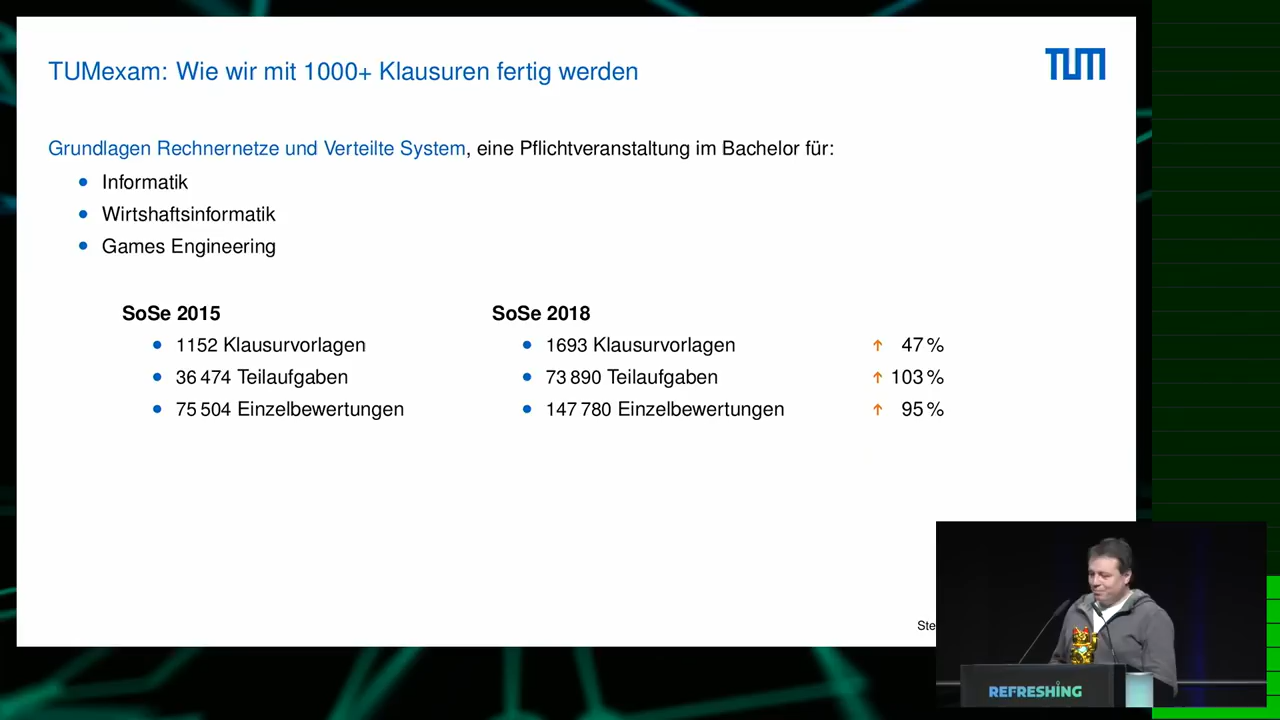 TUMexam: Wie wir mit 1000+ Klausuren fertig werden
TUM
Grundlagen Rechnernetze und Verteilte System, eine Pflichtveranstaltung im Bachelor für:
Informatik
Wirtshaftsinformatik
Games Engineering
SoSe 2015
1152 Klausurvorlagen
36 474 Teilaufgaben
75 504 Einzelbewertungen
SoSe 2018
1693 Klausurvorlagen
73 890 Teilaufgaben
147 780 Einzelbewertungen
↑ 47 %
↑ 103 %
↑ 95 %
Ste
REFRESHING